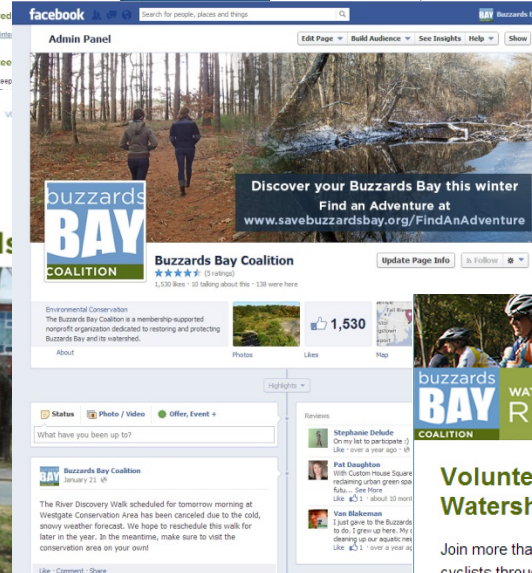 facebook
Search for people, places and things
Buzzards B
Admin Panel
Edit Page
Build Audience
See Insights
Help
Show
Discover your Buzzards Bay this winter
Find an Adventure at
www.savebuzzardsbay.org/FindAnAdventure
buzzards
BAY
COALITION
Buzzards Bay Coalition
(5 ratings)
1,530 likes · 10 talking about this · 138 were here
Update Page Info
Follow
Environmental Conservation
The Buzzards Bay Coalition is a membership-supported
nonprofit organization dedicated to restoring and protecting
Buzzards Bay and its watershed.
About
Photos
1,530
Likes
Map
Highlights
Status
Photo / Video
Offer, Event +
What have you been up to?
Buzzards Bay Coalition
January 21
The River Discovery Walk scheduled for tomorrow morning at
Westgate Conservation Area has been canceled due to the cold,
snowy weather forecast. We hope to reschedule this walk for
later in the year. In the meantime, make sure to visit the
conservation area on your own!
Like · Comment · Share
Reviews
Stephanie Delude
On my list to participate :)
Like · over a year ago
Pat Daughton
With Custom House Square
reclaiming urban green spa
futu... See More
Like 1 · about 10 mont
Van Blakeman
I just gave to the Buzzards
to do. I grew up here. My c
cleaning up our aquatic nei
Like 1 · over a year ag
buzzards
BAY
COALITION
WAT
R
Volunte
Watersh
Join more tha
cyclists throu